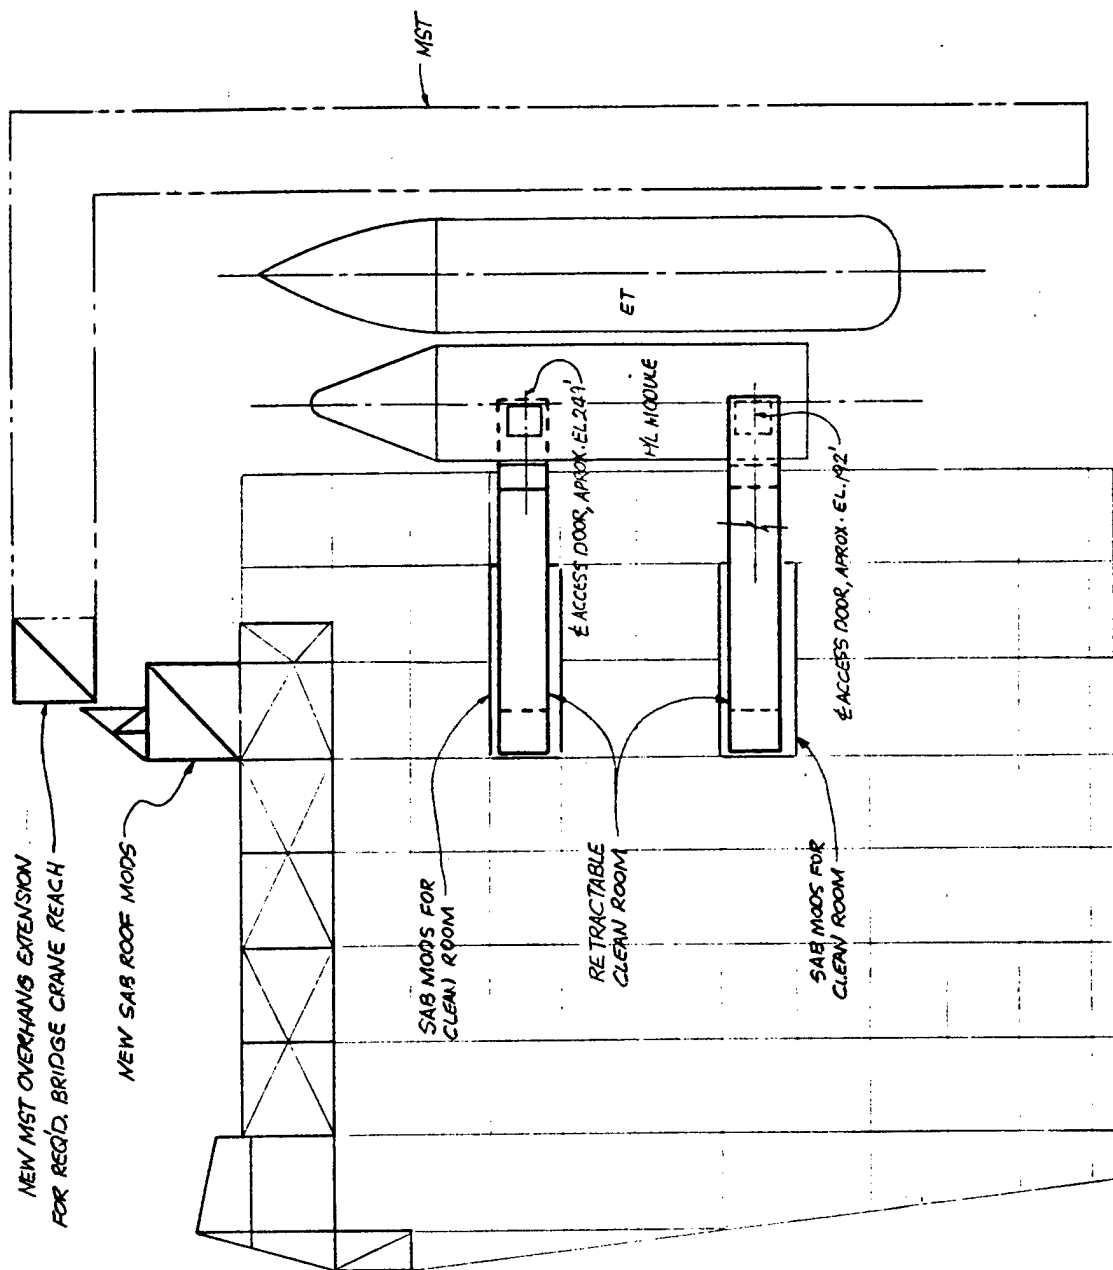 NEW MST OVERHANG EXTENSION
FOR REQ'D. BRIDGE CRANE REACH
NEW SAB ROOF MODS
MST
ET
H/L MODULE
℄ ACCESS DOOR, APROX. EL 249'
℄ ACCESS DOOR, APROX. EL. 192'
SAB MODS FOR
CLEAN ROOM
RETRACTABLE
CLEAN ROOM
SAB MODS FOR
CLEAN ROOM